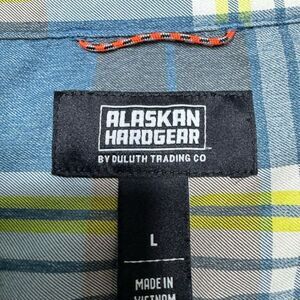 ALASKAN
HARDGEAR
BY DULUTH TRADING CO
L
MADE IN
VIETNAM